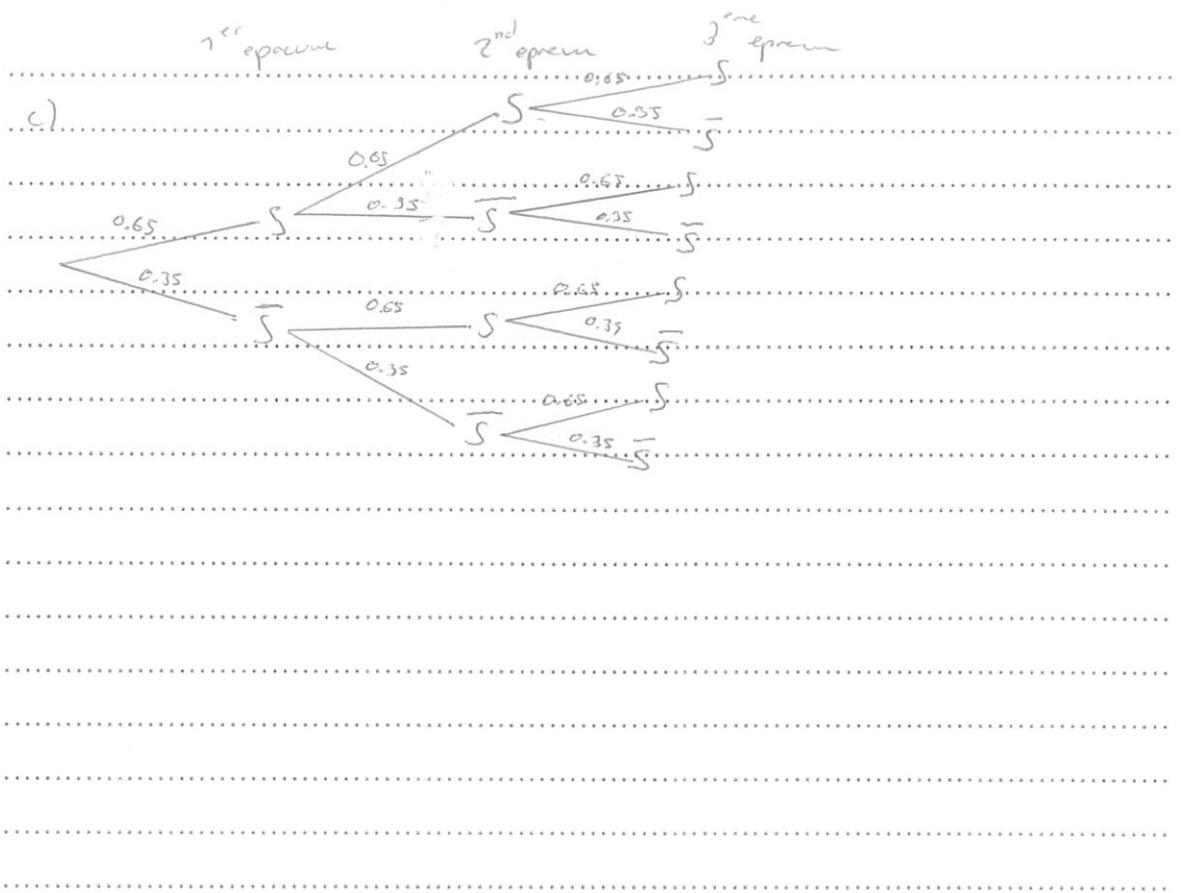 1er epreuve 2nd epreuve 3eme epreuve
0.65 S
c) S 0.35 S̅
0.65
0.65 S
0.65 S 0.35 S̅ 0.35 S̅
0.35 0.65 S
S̅ 0.65 S 0.35 S̅
0.35
0.65 S
S̅ 0.35 S̅